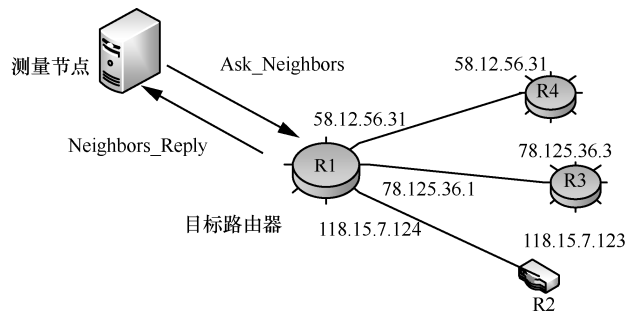 测量节点
Ask_Neighbors
Neighbors_Reply
58.12.56.31
R4
58.12.56.31
R1
78.125.36.3
R3
78.125.36.1
目标路由器
118.15.7.124
118.15.7.123
R2